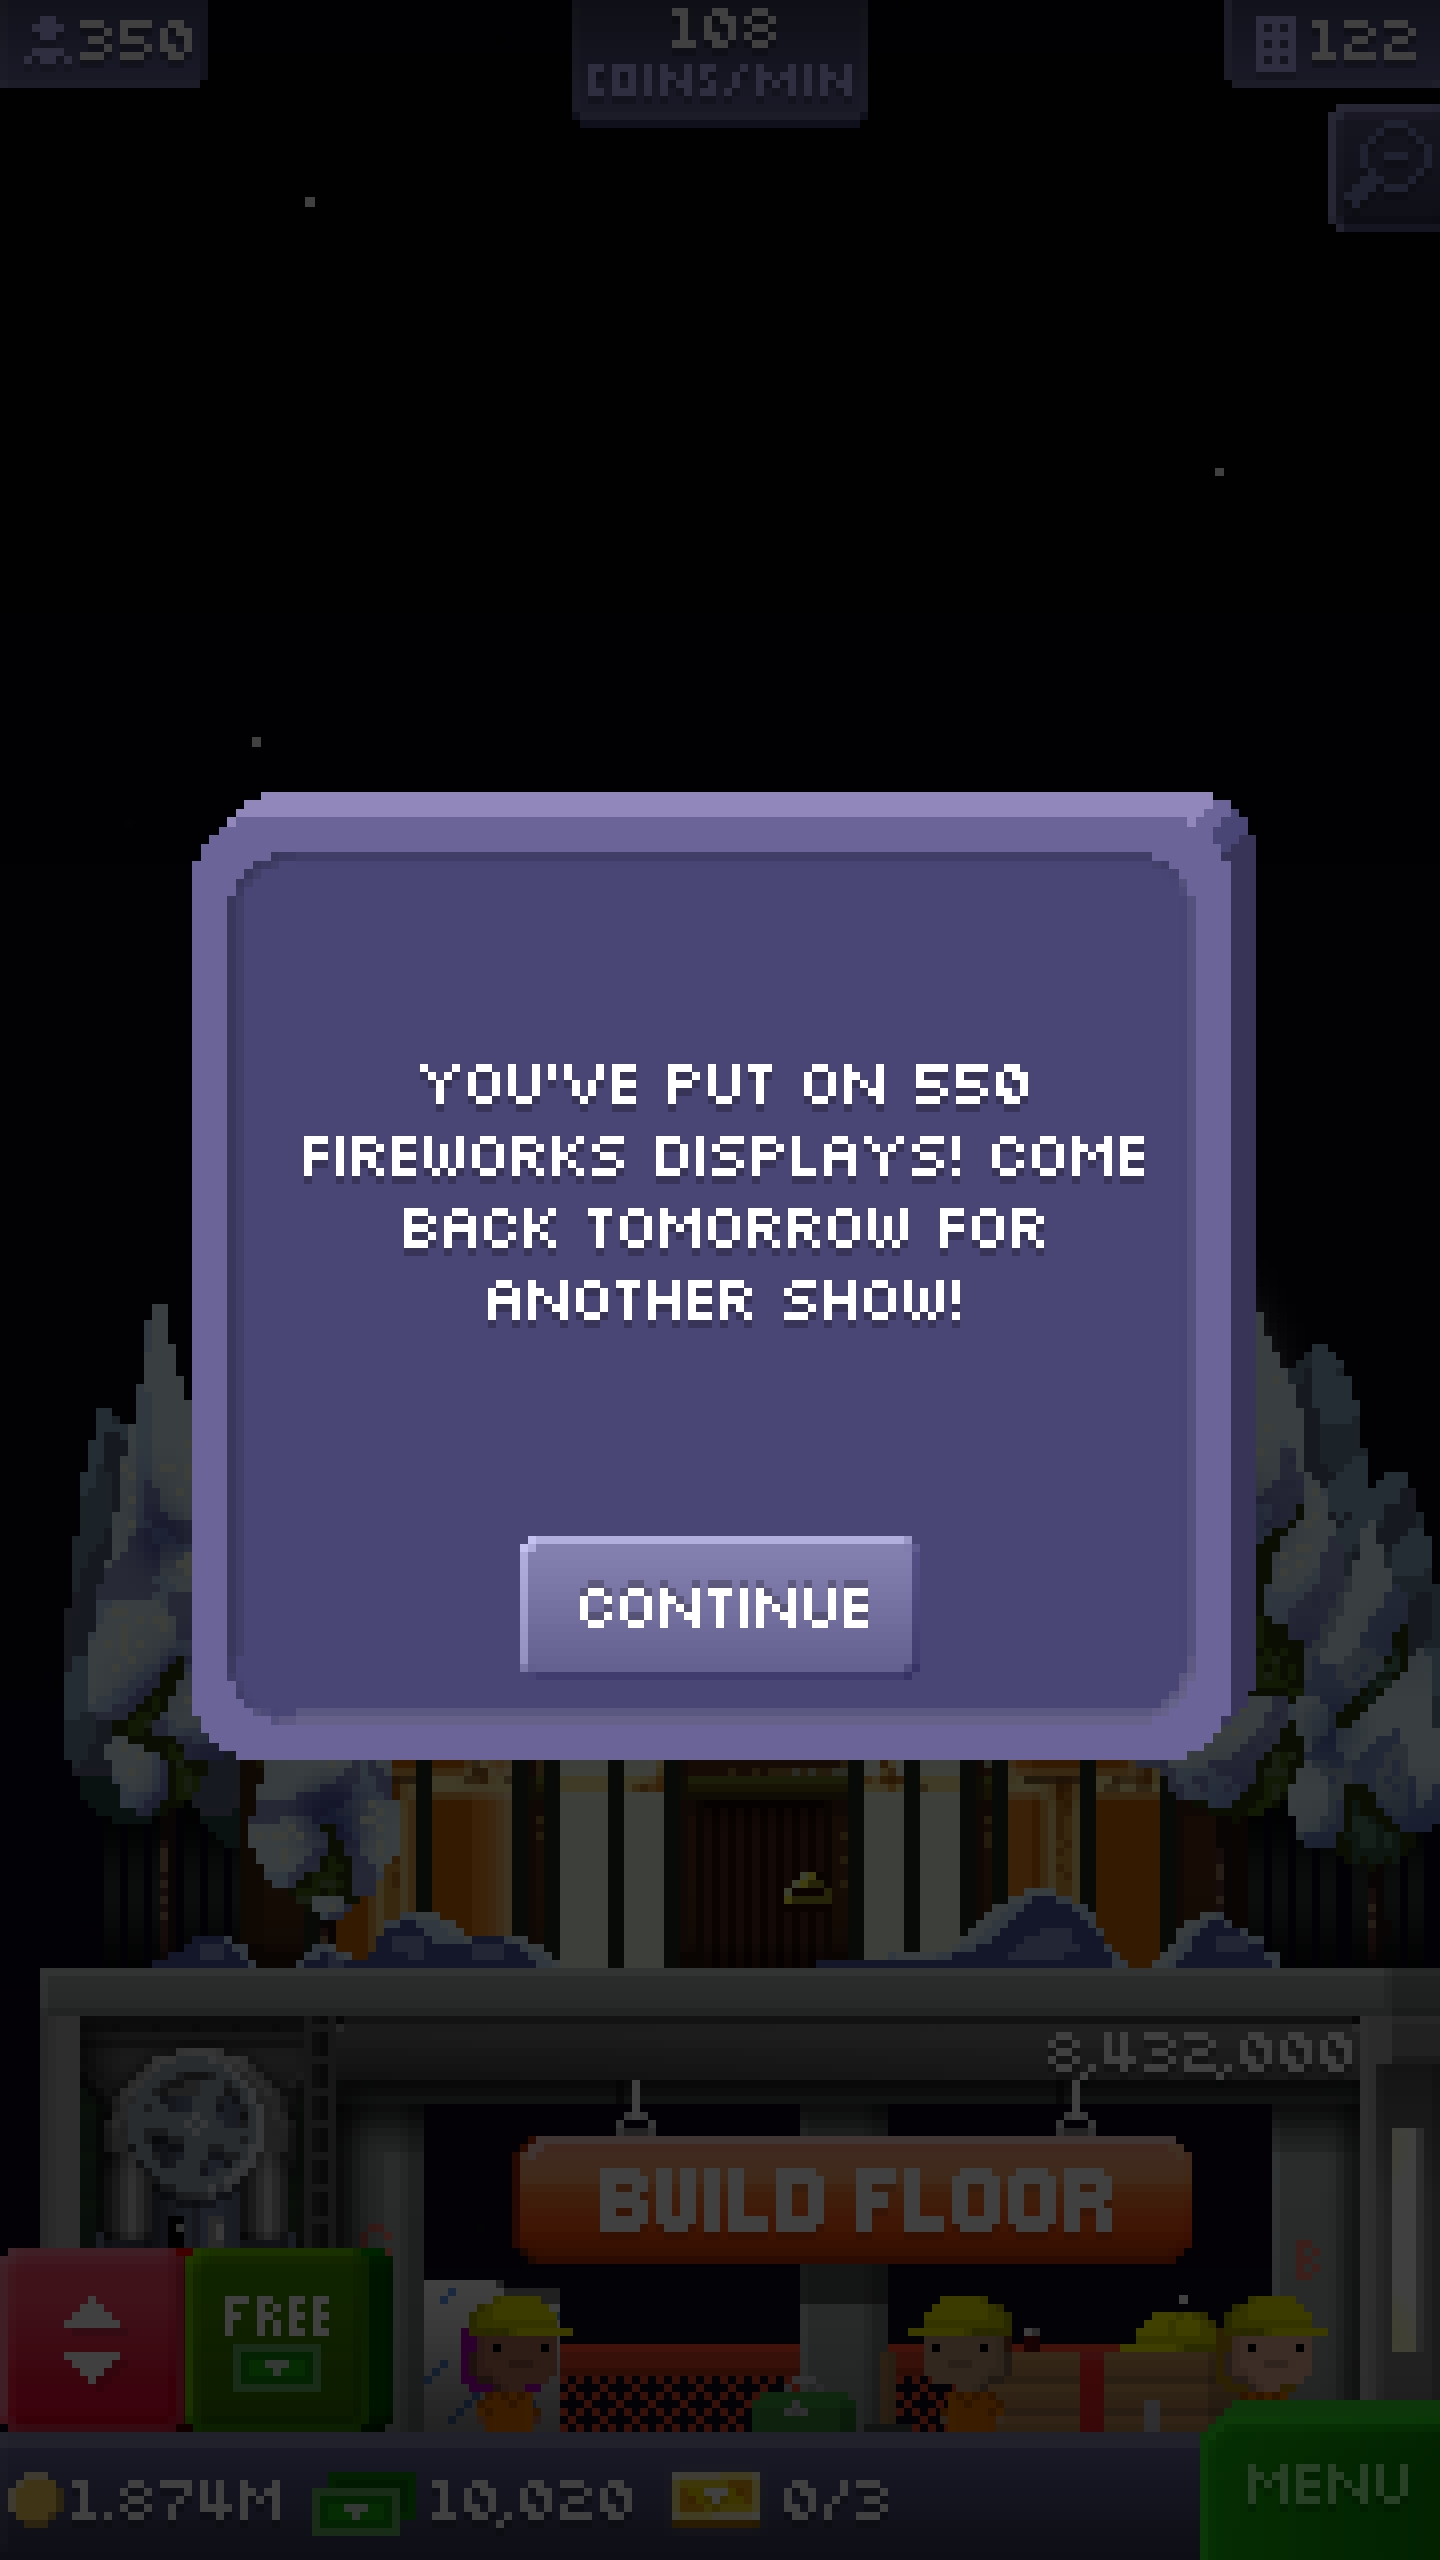 350
108
COINS/MIN
122
YOU'VE PUT ON 550
FIREWORKS DISPLAYS! COME
BACK TOMORROW FOR
ANOTHER SHOW!
CONTINUE
8,432,000
BUILD FLOOR
B
FREE
1.874M
10,020
0/3
MENU